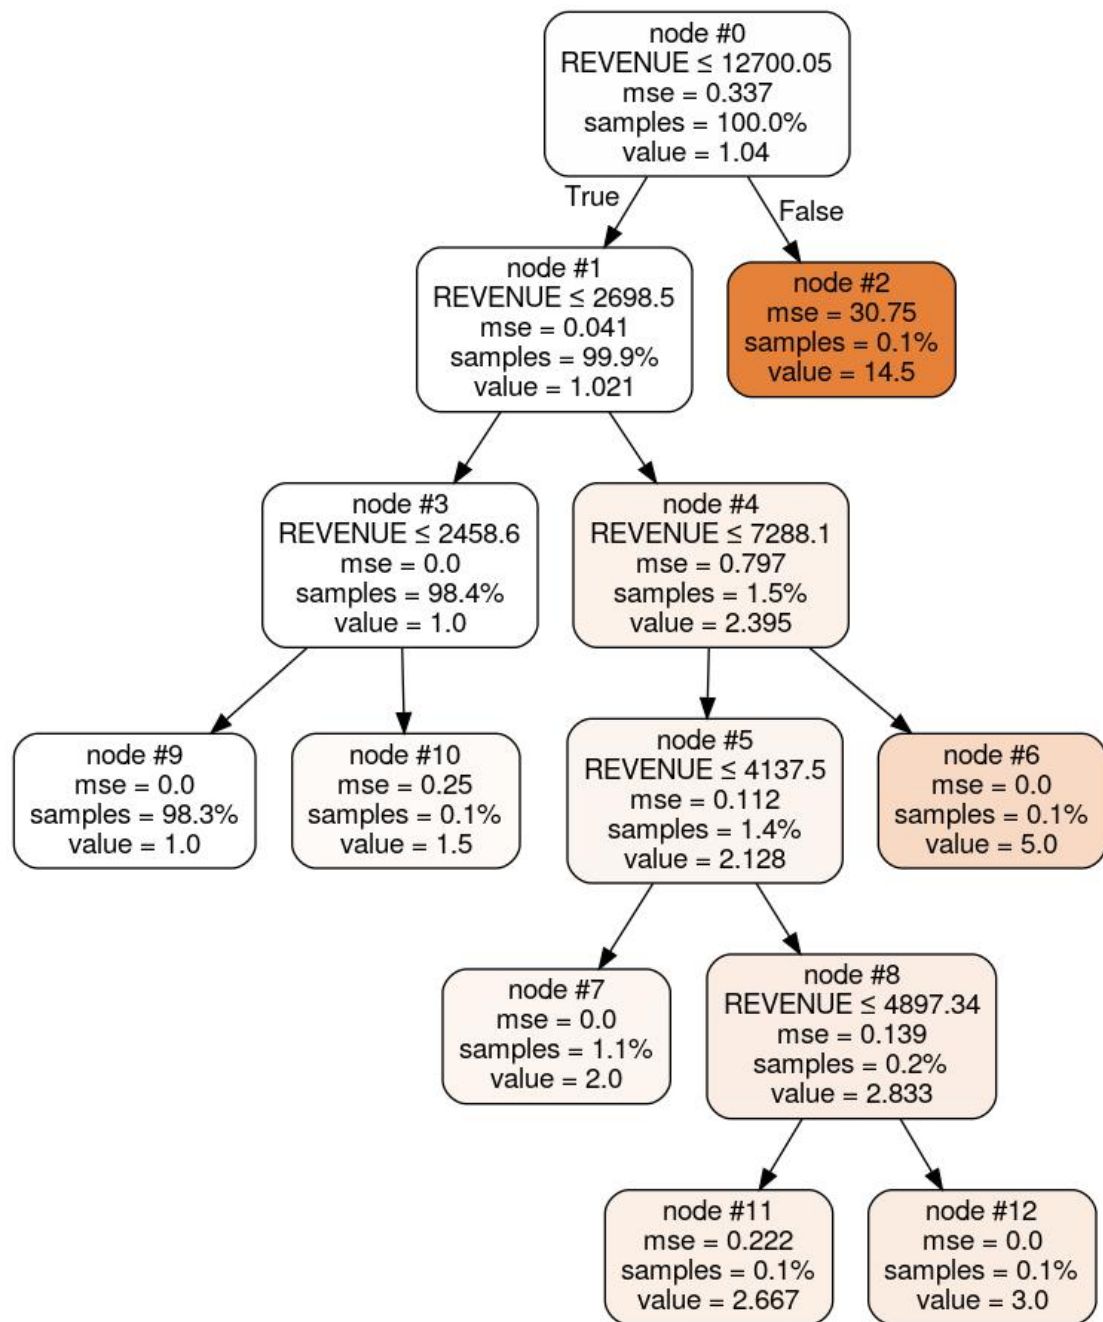 node #0
REVENUE ≤ 12700.05
mse = 0.337
samples = 100.0%
value = 1.04
True
False
node #1
REVENUE ≤ 2698.5
mse = 0.041
samples = 99.9%
value = 1.021
node #2
mse = 30.75
samples = 0.1%
value = 14.5
node #3
REVENUE ≤ 2458.6
mse = 0.0
samples = 98.4%
value = 1.0
node #4
REVENUE ≤ 7288.1
mse = 0.797
samples = 1.5%
value = 2.395
node #9
mse = 0.0
samples = 98.3%
value = 1.0
node #10
mse = 0.25
samples = 0.1%
value = 1.5
node #5
REVENUE ≤ 4137.5
mse = 0.112
samples = 1.4%
value = 2.128
node #6
mse = 0.0
samples = 0.1%
value = 5.0
node #7
mse = 0.0
samples = 1.1%
value = 2.0
node #8
REVENUE ≤ 4897.34
mse = 0.139
samples = 0.2%
value = 2.833
node #11
mse = 0.222
samples = 0.1%
value = 2.667
node #12
mse = 0.0
samples = 0.1%
value = 3.0